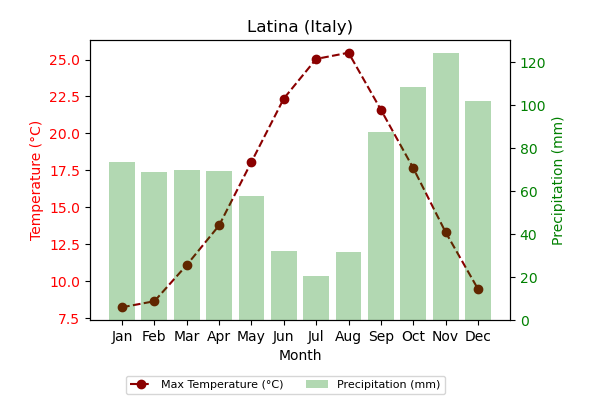 Latina (Italy)
Temperature (°C)
25.0
22.5
20.0
17.5
15.0
12.5
10.0
7.5
120
100
80
60
40
20
0
Precipitation (mm)
Jan Feb Mar Apr May Jun Jul Aug Sep Oct Nov Dec
Month
Max Temperature (°C) Precipitation (mm)